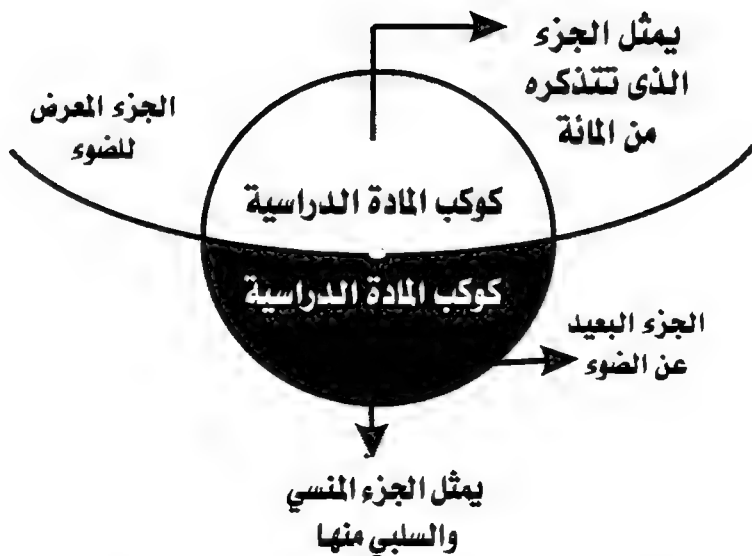 يمثل الجزء
الذى تتذكره
من المائة
الجزء المعرض
للضوء
كوكب المادة الدراسية
كوكب المادة الدراسية
الجزء البعيد
عن الضوء
يمثل الجزء المنسي
والسلبي منها